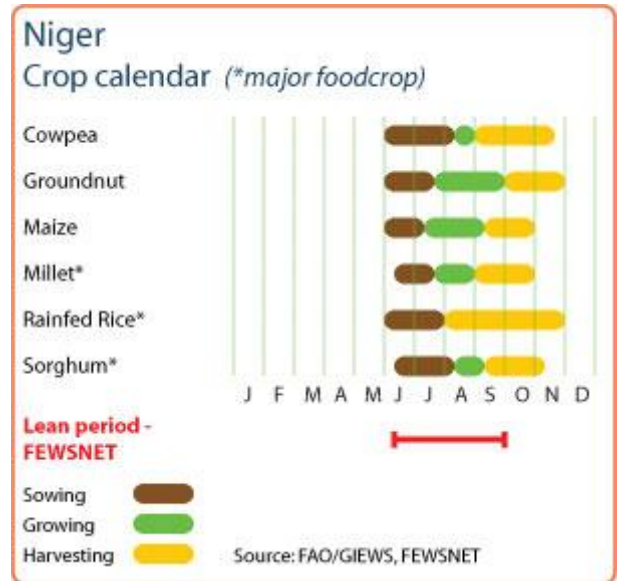 Niger
Crop calendar (*major foodcrop)
Cowpea
Groundnut
Maize
Millet*
Rainfed Rice*
Sorghum*
J F M A M J J A S O N D
Lean period -
FEWSNET
Sowing
Growing
Harvesting
Source: FAO/GIEWS, FEWSNET